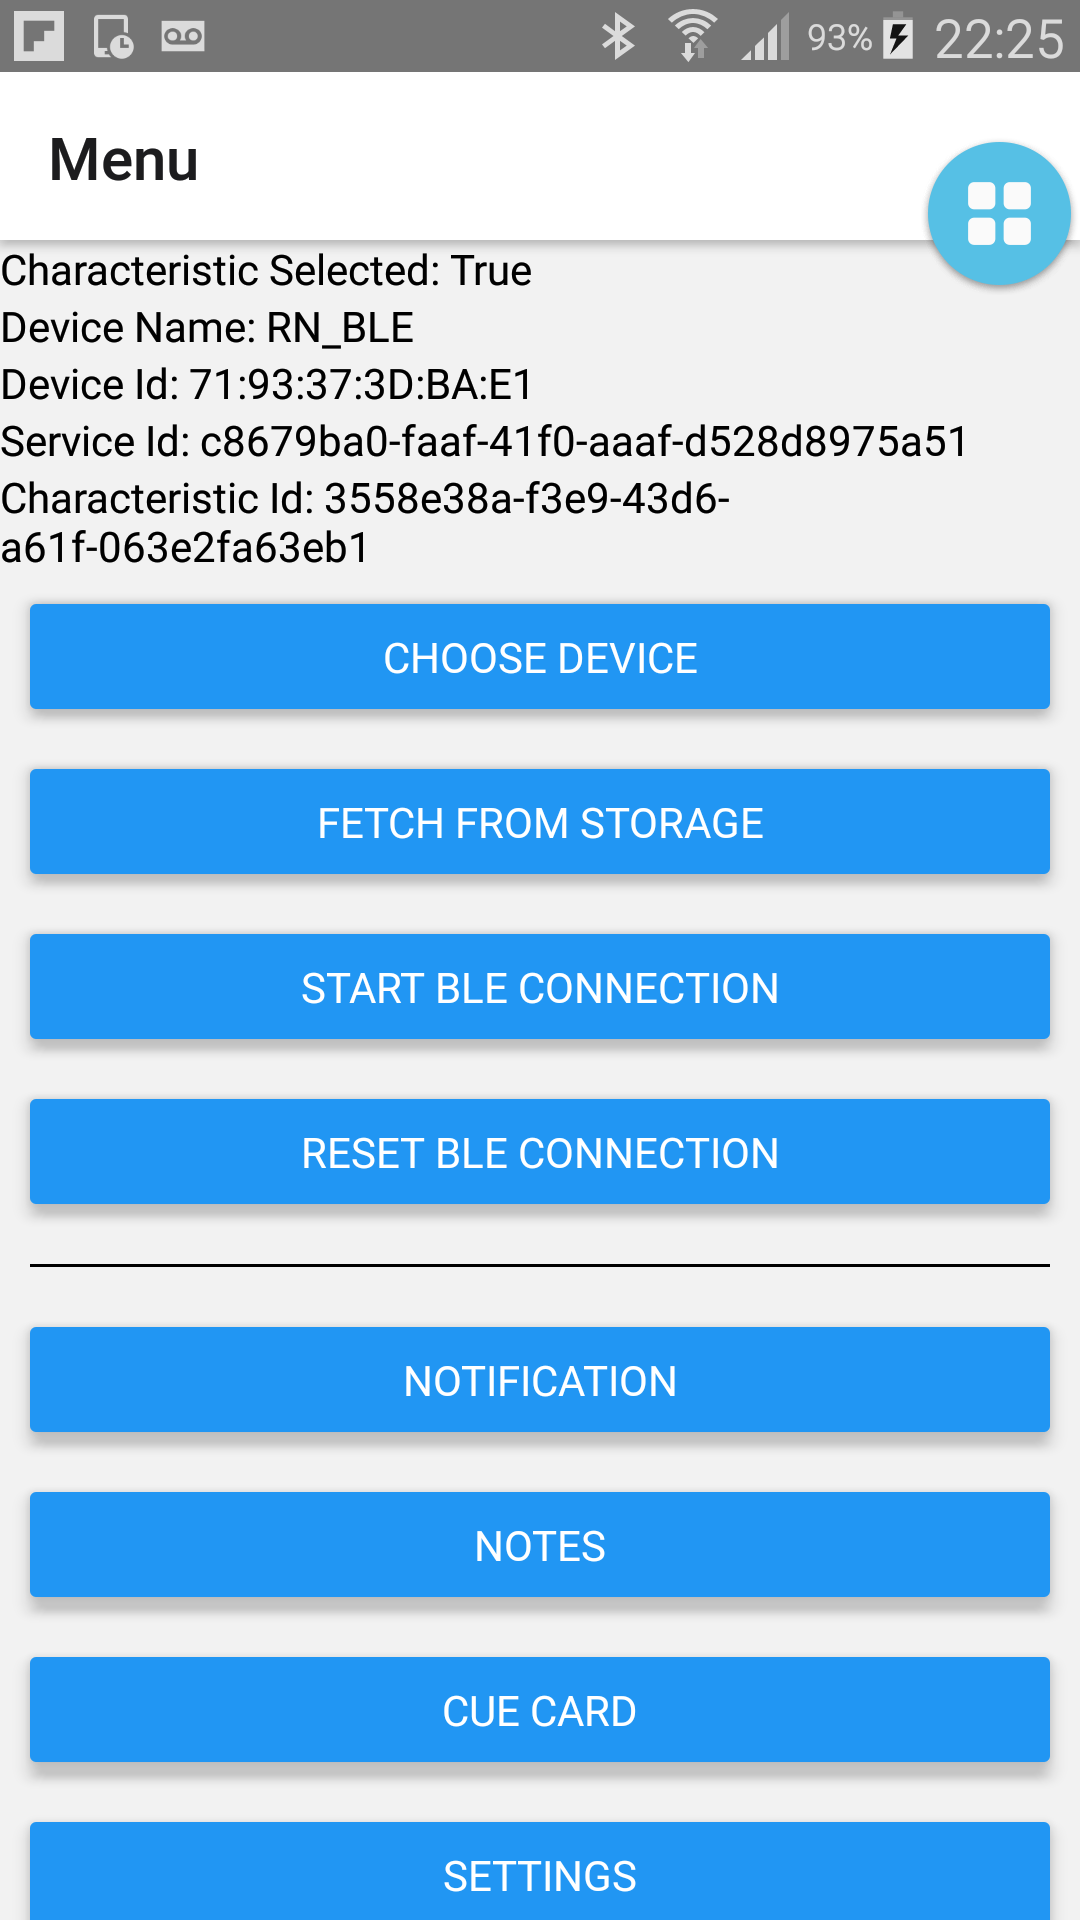 93% 22:25
Menu
Characteristic Selected: True
Device Name: RN_BLE
Device Id: 71:93:37:3D:BA:E1
Service Id: c8679ba0-faaf-41f0-aaaf-d528d8975a51
Characteristic Id: 3558e38a-f3e9-43d6-
a61f-063e2fa63eb1
CHOOSE DEVICE
FETCH FROM STORAGE
START BLE CONNECTION
RESET BLE CONNECTION
NOTIFICATION
NOTES
CUE CARD
SETTINGS